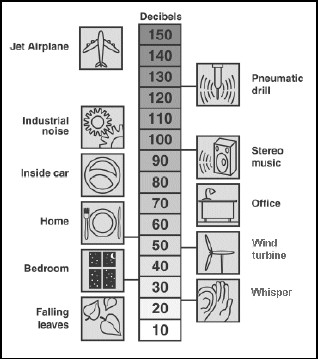 Decibels
Jet Airplane
150
140
130
120
110
100
90
80
70
60
50
40
30
20
10
Pneumatic
drill
Industrial
noise
Stereo
music
Inside car
Office
Home
Wind
turbine
Bedroom
Whisper
Falling
leaves